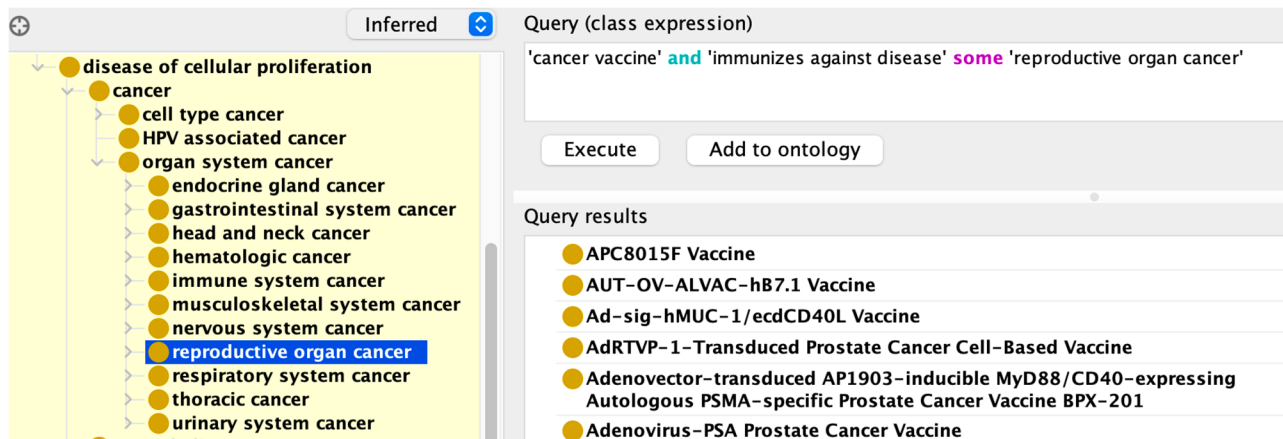 Inferred
disease of cellular proliferation
cancer
cell type cancer
HPV associated cancer
organ system cancer
endocrine gland cancer
gastrointestinal system cancer
head and neck cancer
hematologic cancer
immune system cancer
musculoskeletal system cancer
nervous system cancer
reproductive organ cancer
respiratory system cancer
thoracic cancer
urinary system cancer
Query (class expression)
'cancer vaccine' and 'immunizes against disease' some 'reproductive organ cancer'
Execute
Add to ontology
Query results
APC8015F Vaccine
AUT-OV-ALVAC-hB7.1 Vaccine
Ad-sig-hMUC-1/ecdCD40L Vaccine
AdRTVP-1-Transduced Prostate Cancer Cell-Based Vaccine
Adenovector-transduced AP1903-inducible MyD88/CD40-expressing
Autologous PSMA-specific Prostate Cancer Vaccine BPX-201
Adenovirus-PSA Prostate Cancer Vaccine